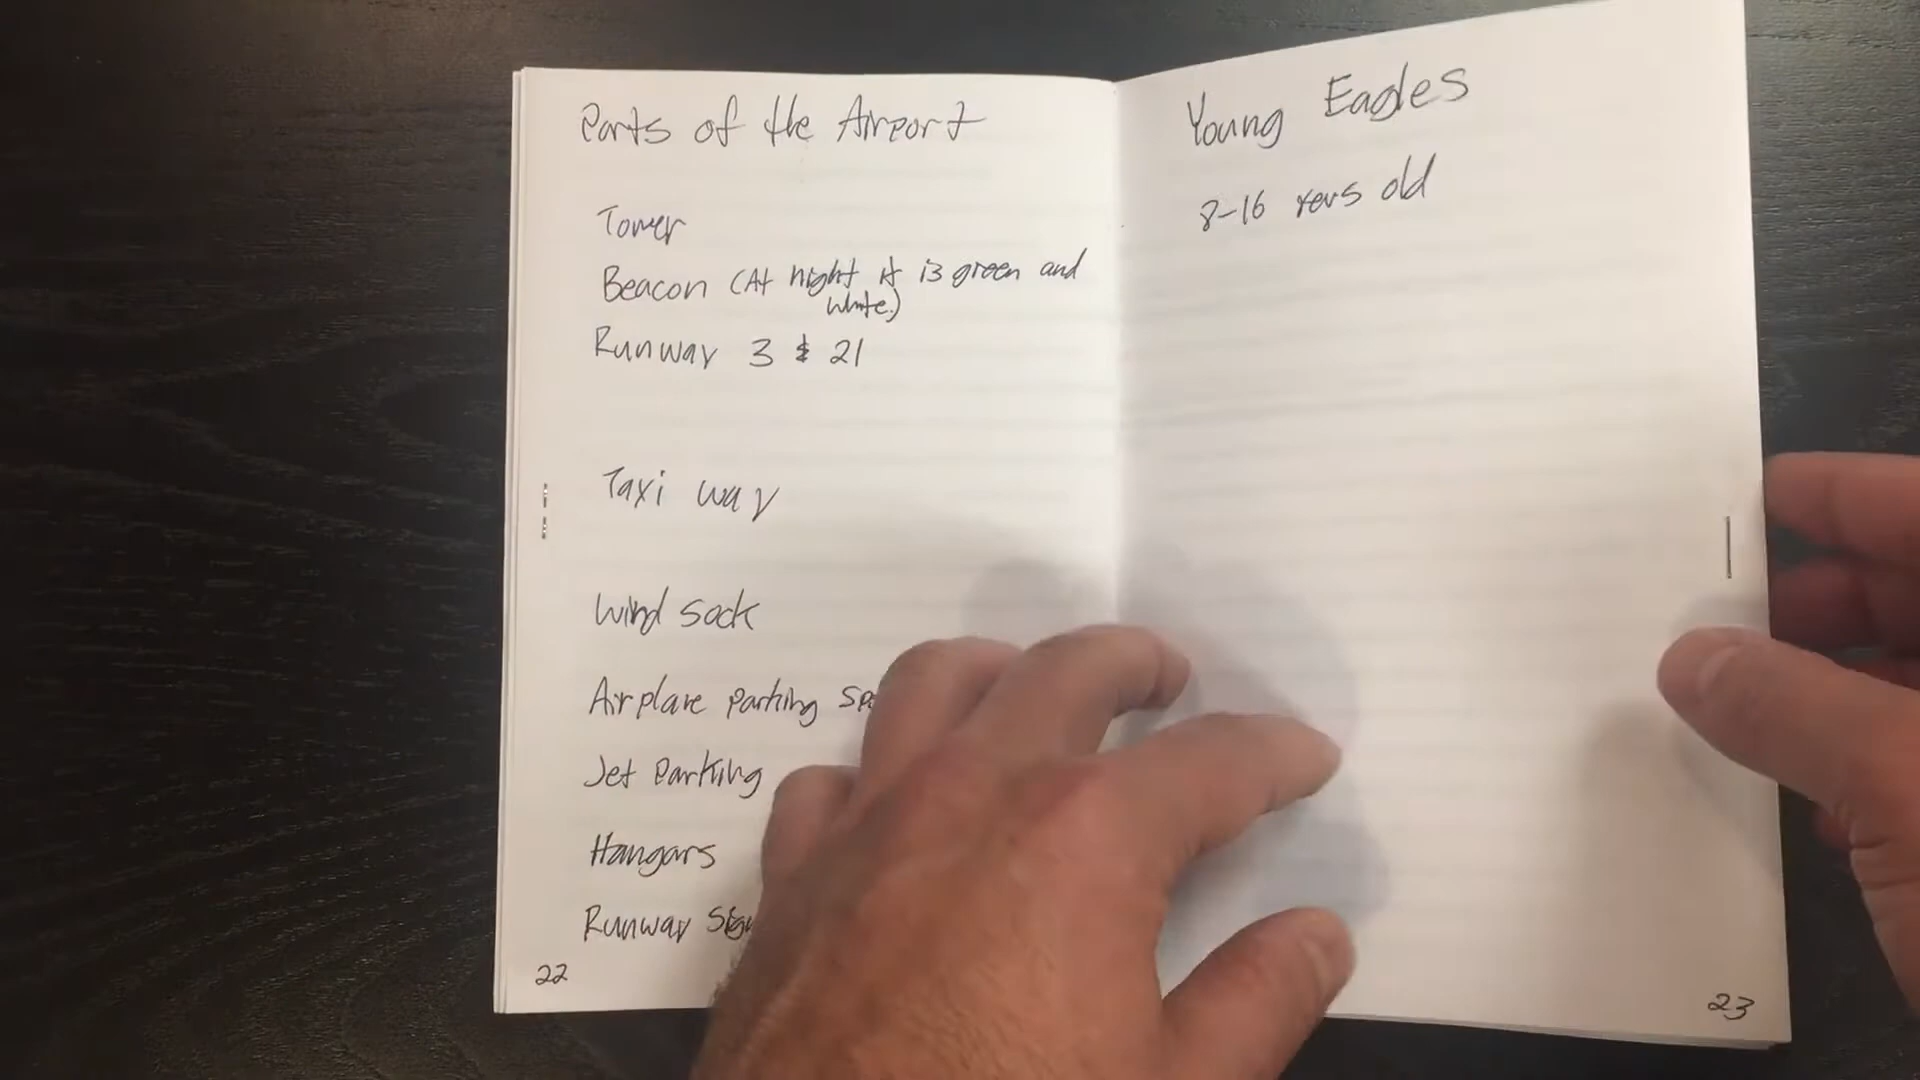 Parts of the Airport
Tower
Beacon (At night it is green and
white.)
Runway 3 & 21
Taxi way
Wind sock
Airplane parking
Jet Parking
Hangars
Runway
22
Young Eagles
8-16 years old
23